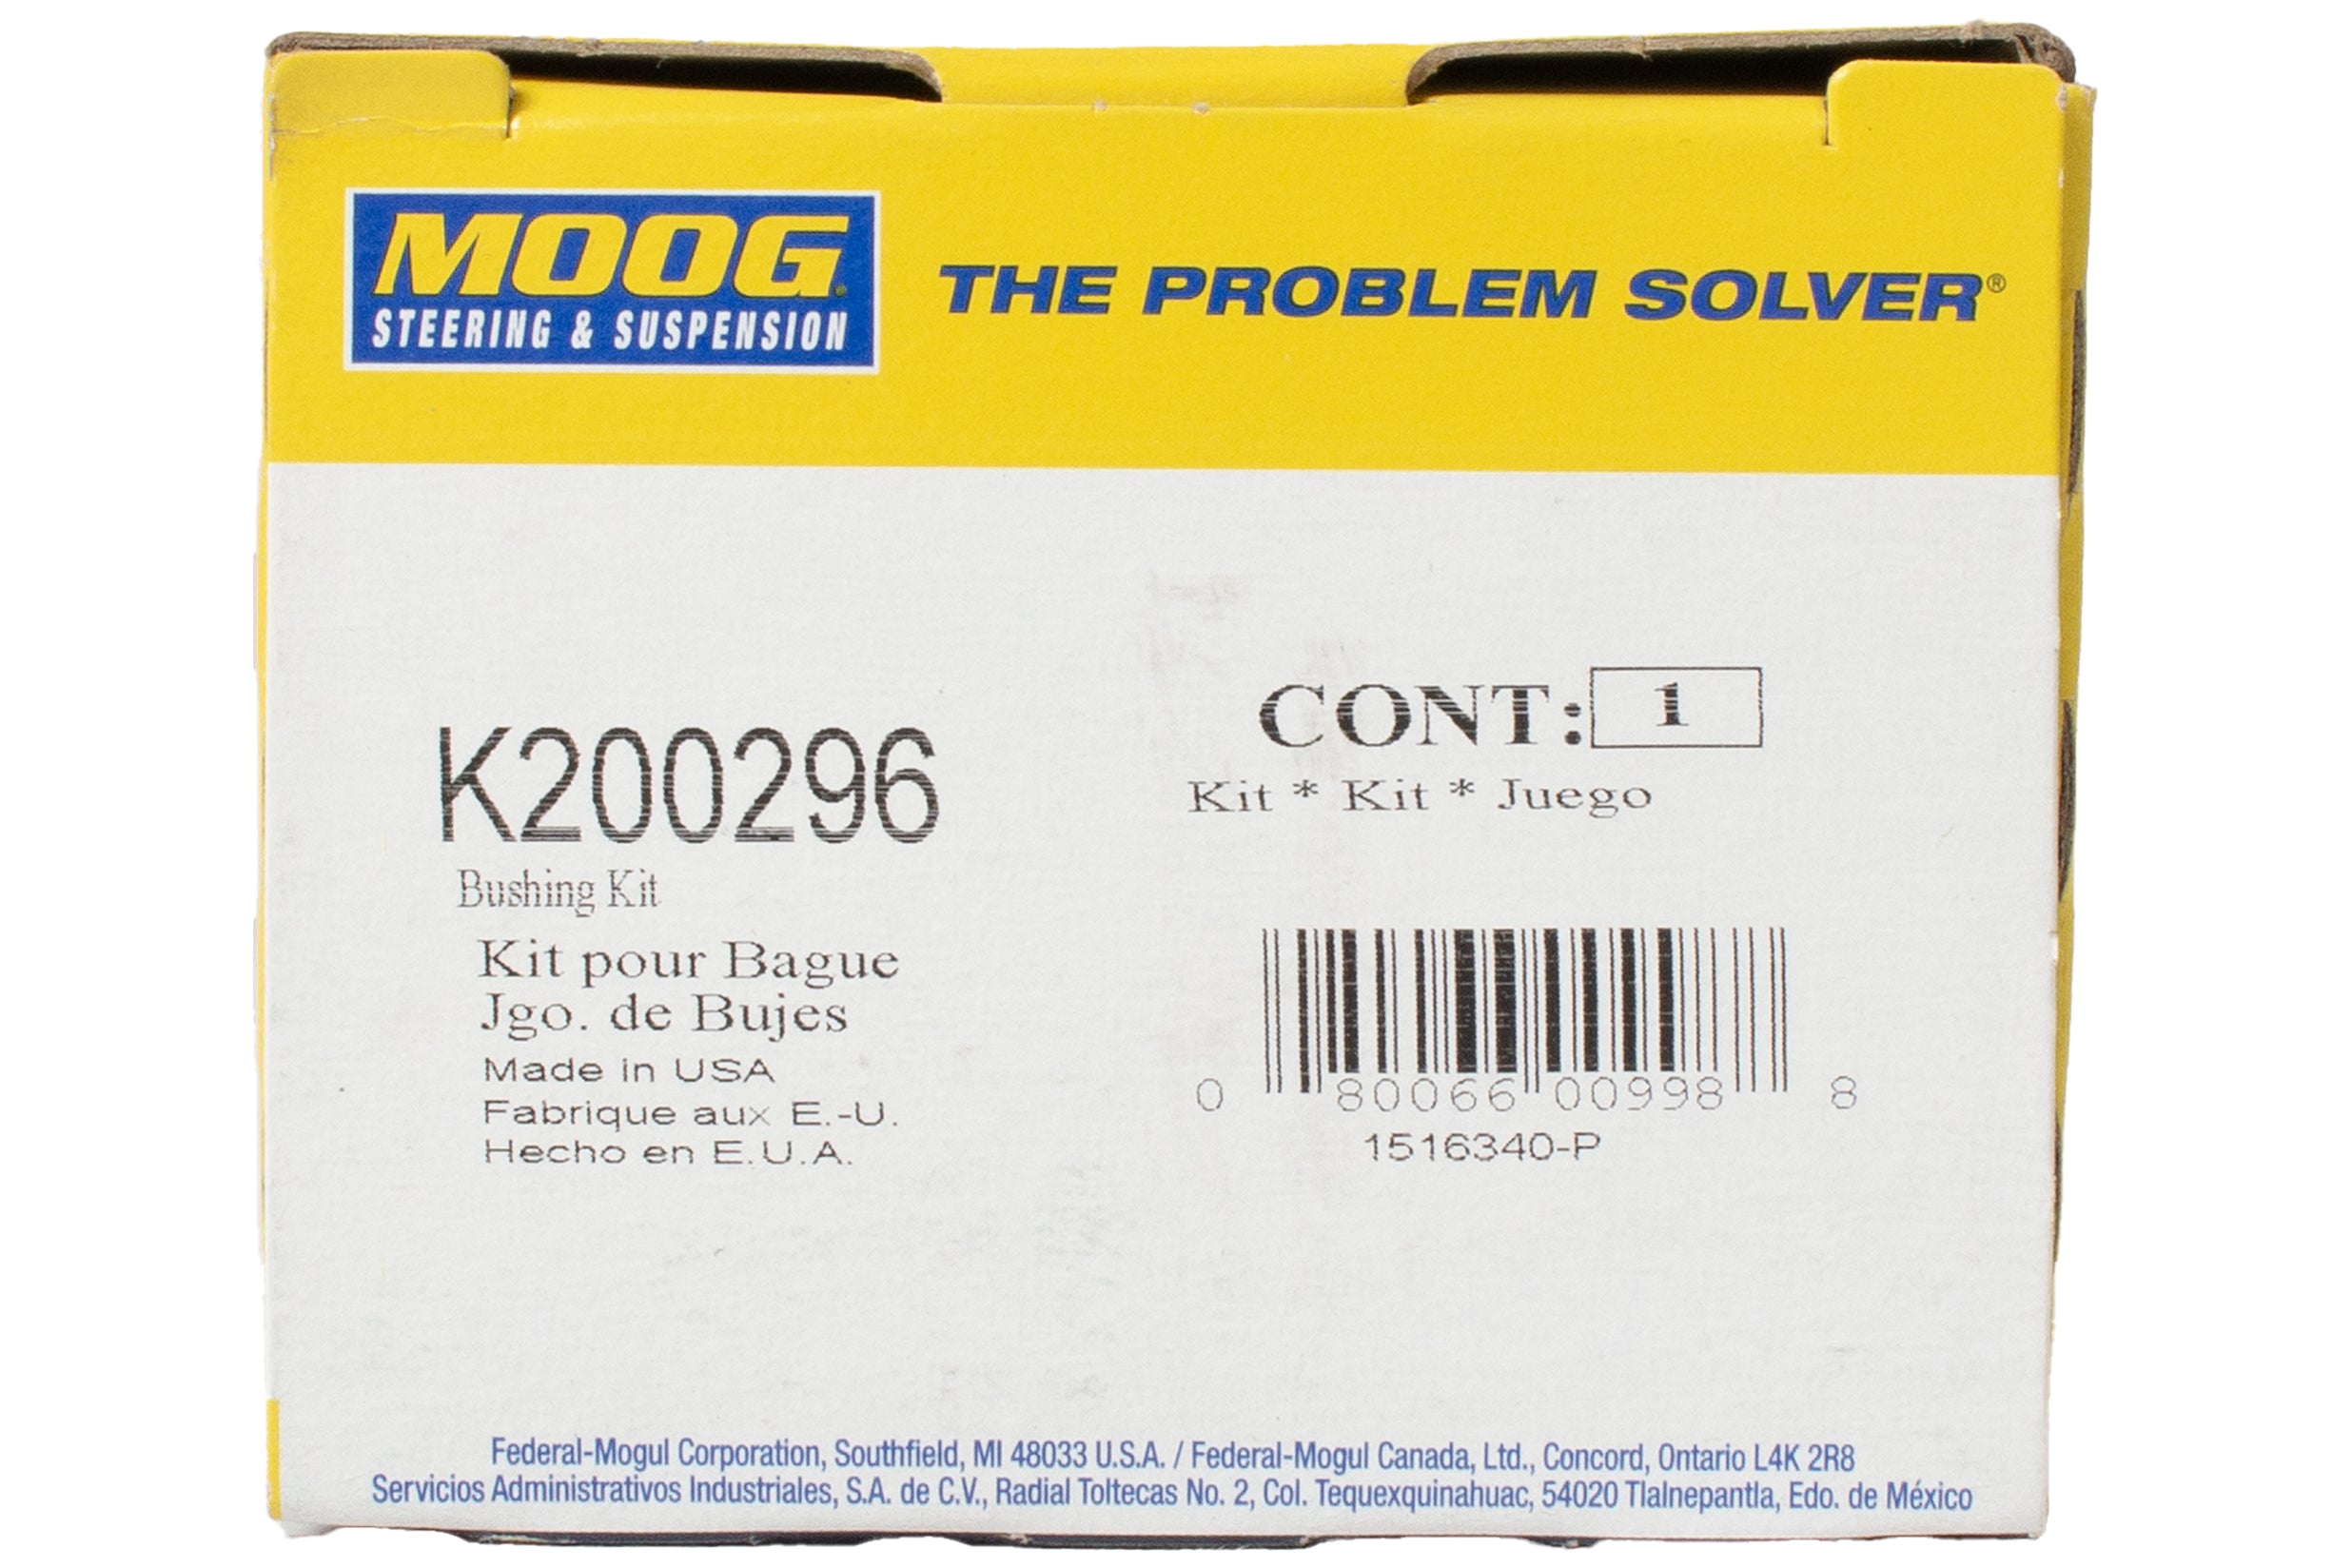 MOOG®
STEERING & SUSPENSION
THE PROBLEM SOLVER®
K200296
Bushing Kit
Kit pour Bague
Jgo. de Bujes
Made in USA
Fabrique aux E.-U.
Hecho en E.U.A.
CONT: 1
Kit * Kit * Juego
0 80066 00998 8
1516340-P
Federal-Mogul Corporation, Southfield, MI 48033 U.S.A. / Federal-Mogul Canada, Ltd., Concord, Ontario L4K 2R8
Servicios Administrativos Industriales, S.A. de C.V., Radial Toltecas No. 2, Col. Tequexquinahuac, 54020 Tlalnepantla, Edo. de México